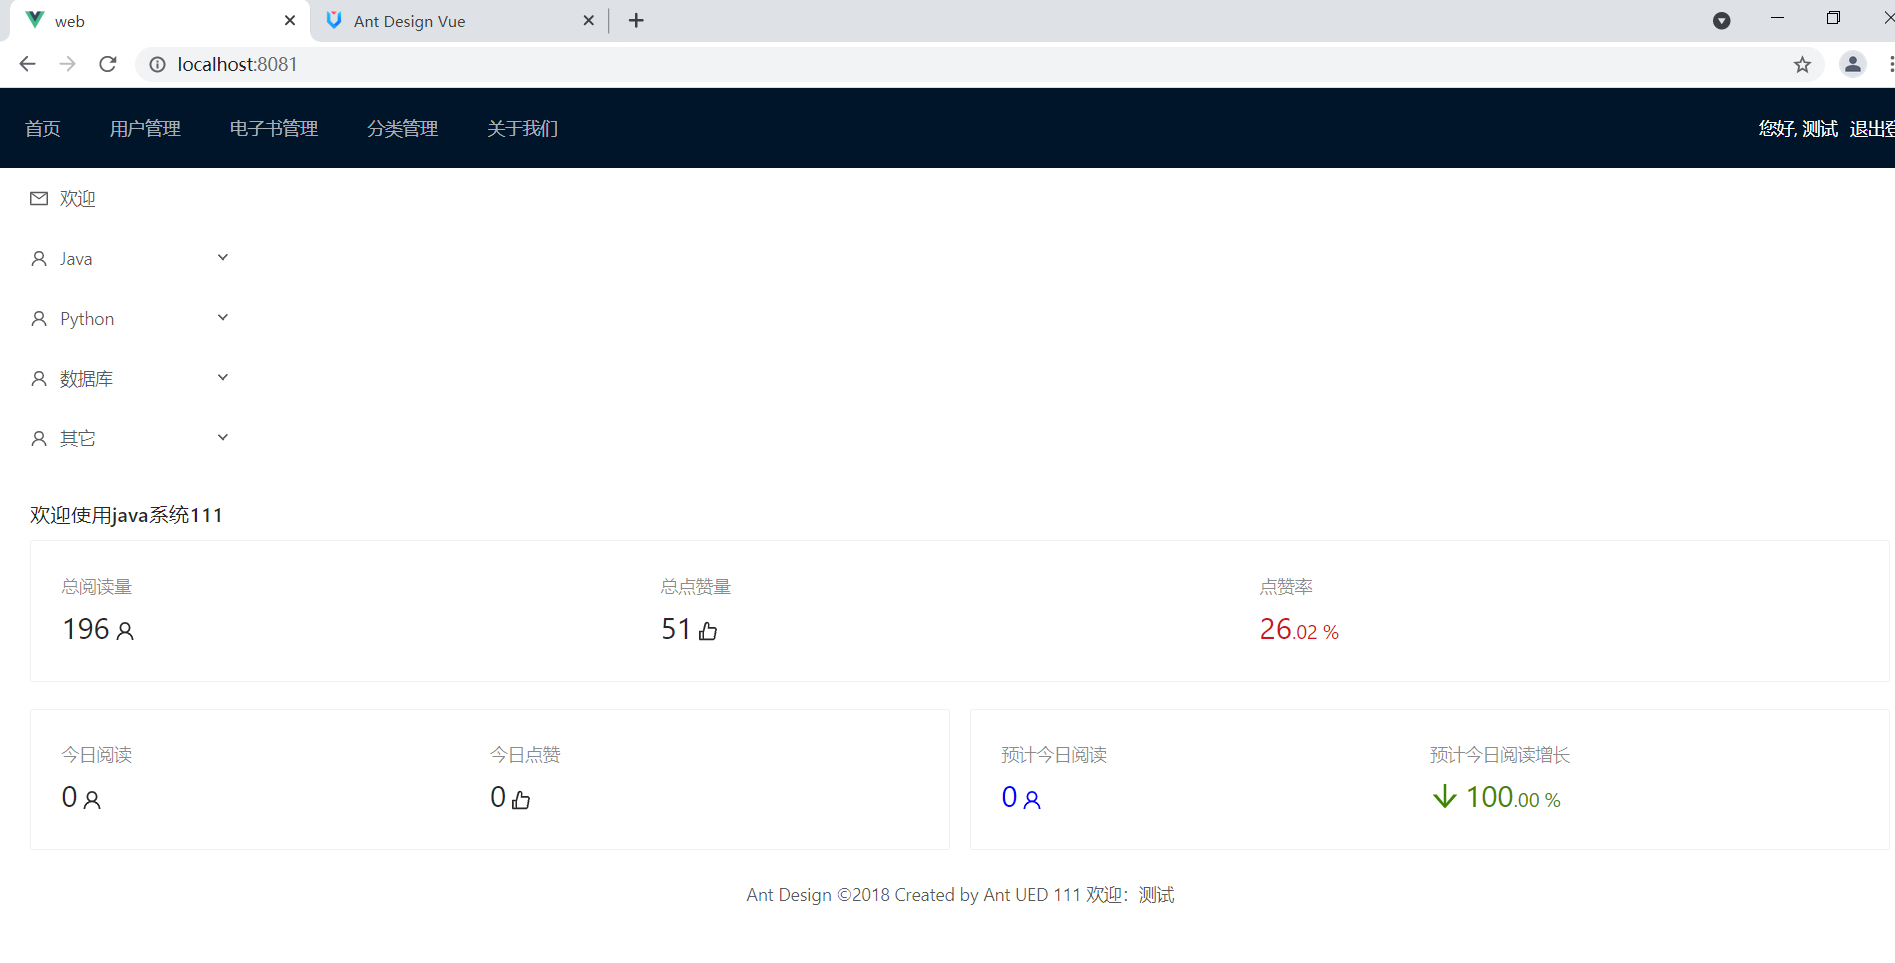 web
Ant Design Vue
localhost:8081
首页 用户管理 电子书管理 分类管理 关于我们 您好, 测试 退出登
欢迎
Java
Python
数据库
其它
欢迎使用java系统111
总阅读量 总点赞量 点赞率
196 51 26.02 %
今日阅读 今日点赞 预计今日阅读 预计今日阅读增长
0 0 0 100.00 %
Ant Design ©2018 Created by Ant UED 111 欢迎：测试